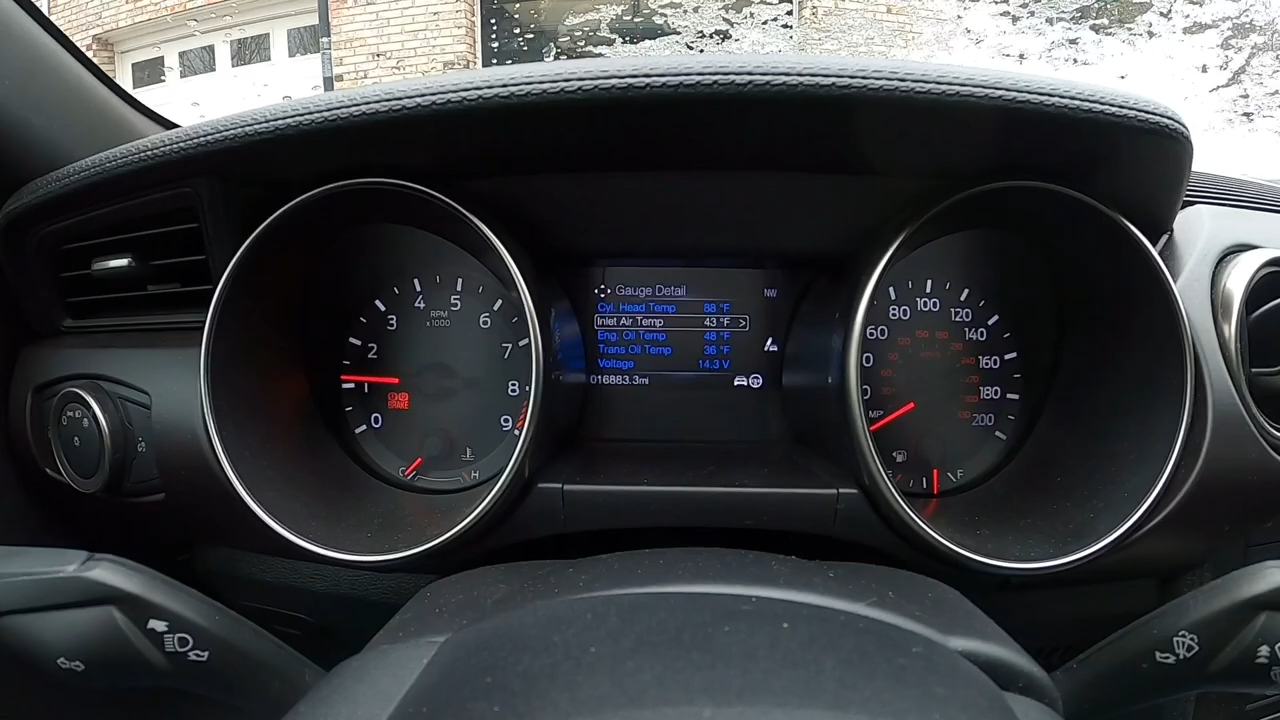 Gauge Detail
NW
Cyl. Head Temp 88 °F
Inlet Air Temp 43 °F >
Eng. Oil Temp 48 °F
Trans Oil Temp 36 °F
Voltage 14.3 V
016883.3mi
RPM
x1000
0
1
2
3
4
5
6
7
8
9
BRAKE
C
H
0
60
80
100
120
140
160
180
200
MP
F